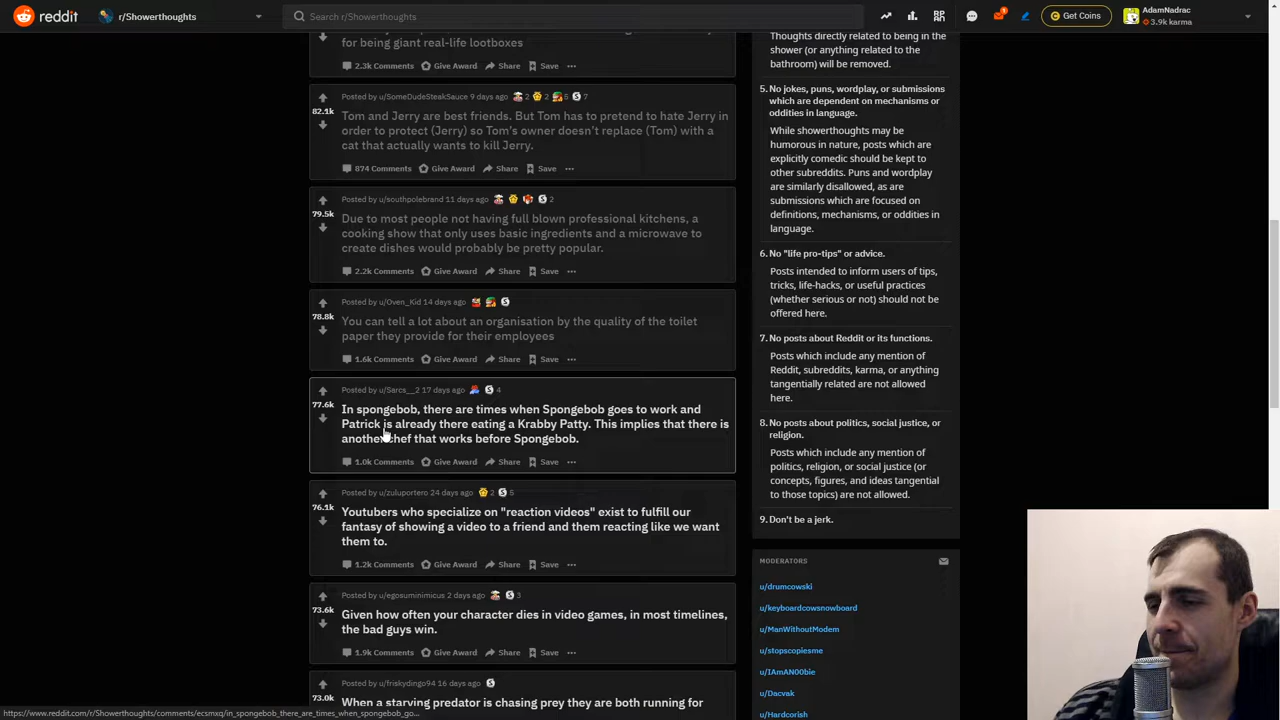 reddit
r/Showerthoughts
Search r/Showerthoughts
1
Get Coins
AdamNadrac
3.9k karma
for being giant real-life lootboxes
2.3k Comments Give Award Share Save
Posted by u/SomeDudeSteakSauce 9 days ago 2 2 5 7
82.1k
Tom and Jerry are best friends. But Tom has to pretend to hate Jerry in
order to protect (Jerry) so Tom's owner doesn't replace (Tom) with a
cat that actually wants to kill Jerry.
874 Comments Give Award Share Save
Posted by u/southpolebrand 11 days ago 2
79.5k
Due to most people not having full blown professional kitchens, a
cooking show that only uses basic ingredients and a microwave to
create dishes would probably be pretty popular.
2.2k Comments Give Award Share Save
Posted by u/Oven_Kid 14 days ago
78.8k
You can tell a lot about an organisation by the quality of the toilet
paper they provide for their employees
1.6k Comments Give Award Share Save
Posted by u/Sarcs__2 17 days ago 4
77.6k
In spongebob, there are times when Spongebob goes to work and
Patrick is already there eating a Krabby Patty. This implies that there is
another chef that works before Spongebob.
1.0k Comments Give Award Share Save
Posted by u/zuluportero 24 days ago 2 5
76.1k
Youtubers who specialize on "reaction videos" exist to fulfill our
fantasy of showing a video to a friend and them reacting like we want
them to.
1.2k Comments Give Award Share Save
Posted by u/egosuminimicus 2 days ago 3
73.6k
Given how often your character dies in video games, in most timelines,
the bad guys win.
1.9k Comments Give Award Share Save
Posted by u/friskydingo94 16 days ago
73.0k
When a starving predator is chasing prey they are both running for
https://www.reddit.com/r/Showerthoughts/comments/ecsmxq/in_spongebob_there_are_times_when_spongebob_go...
Thoughts directly related to being in the
shower (or anything related to the
bathroom) will be removed.
5. No jokes, puns, wordplay, or submissions
which are dependent on mechanisms or
oddities in language.
While showerthoughts may be
humorous in nature, posts which are
explicitly comedic should be kept to
other subreddits. Puns and wordplay
are similarly disallowed, as are
submissions which are focused on
definitions, mechanisms, or oddities in
language.
6. No "life pro-tips" or advice.
Posts intended to inform users of tips,
tricks, life-hacks, or useful practices
(whether serious or not) should not be
offered here.
7. No posts about Reddit or its functions.
Posts which include any mention of
Reddit, subreddits, karma, or anything
tangentially related are not allowed
here.
8. No posts about politics, social justice, or
religion.
Posts which include any mention of
politics, religion, or social justice (or
concepts, figures, and ideas tangential
to those topics) are not allowed.
9. Don't be a jerk.
MODERATORS
u/drumcowski
u/keyboardcowsnowboard
u/ManWithoutModem
u/stopscopiesme
u/IAmAN00bie
u/Dacvak
u/Hardcorish